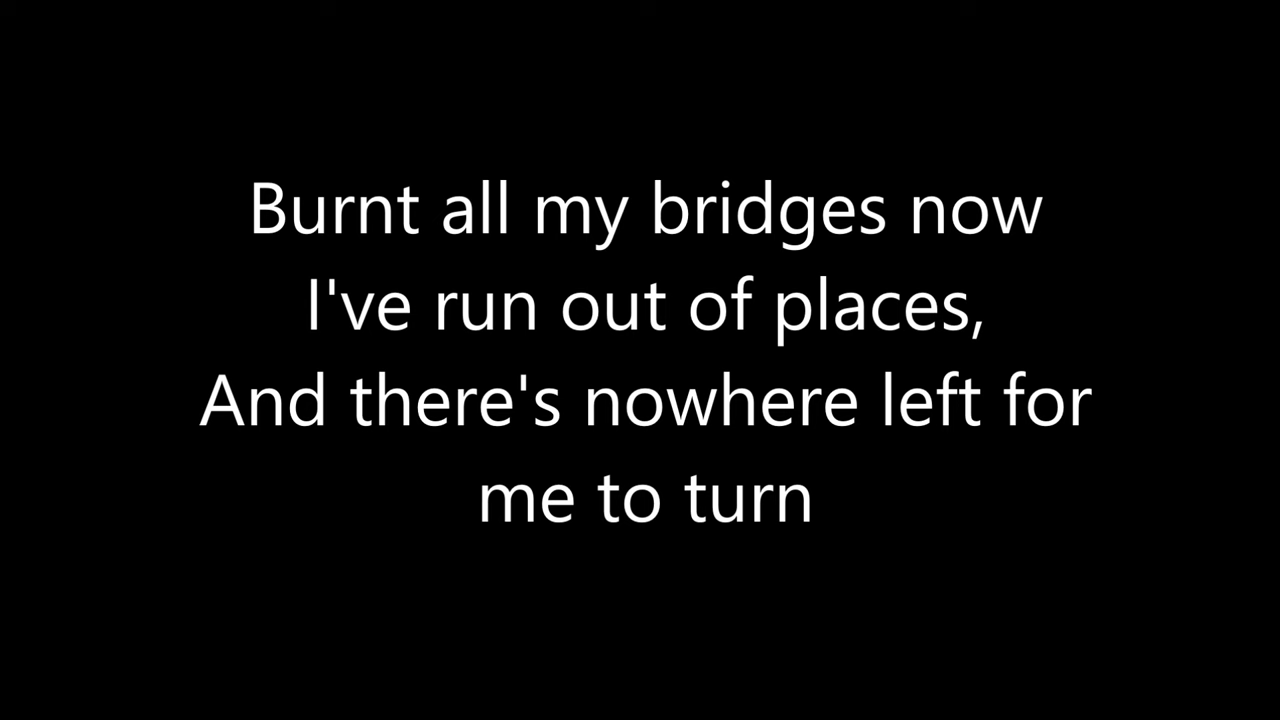 Burnt all my bridges now
I've run out of places,
And there's nowhere left for
me to turn